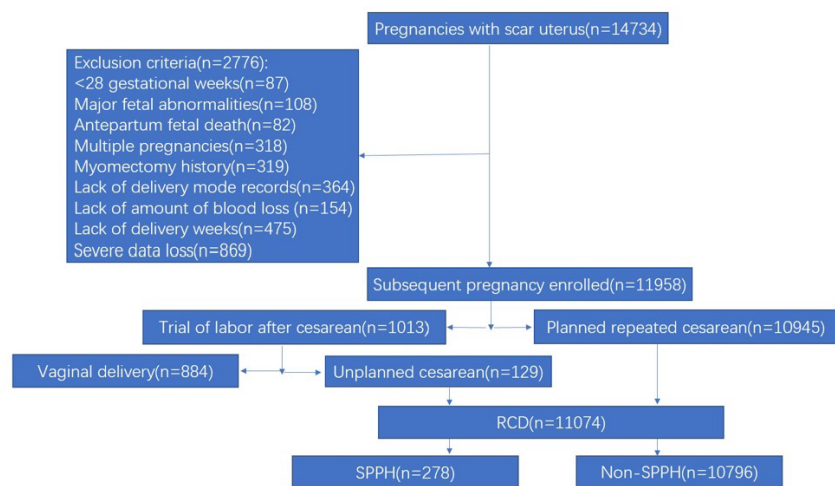 Pregnancies with scar uterus(n=14734)
Exclusion criteria(n=2776):
<28 gestational weeks(n=87)
Major fetal abnormalities(n=108)
Antepartum fetal death(n=82)
Multiple pregnancies(n=318)
Myomectomy history(n=319)
Lack of delivery mode records(n=364)
Lack of amount of blood loss (n=154)
Lack of delivery weeks(n=475)
Severe data loss(n=869)
Subsequent pregnancy enrolled(n=11958)
Trial of labor after cesarean(n=1013)
Planned repeated cesarean(n=10945)
Vaginal delivery(n=884)
Unplanned cesarean(n=129)
RCD(n=11074)
SPPH(n=278)
Non-SPPH(n=10796)